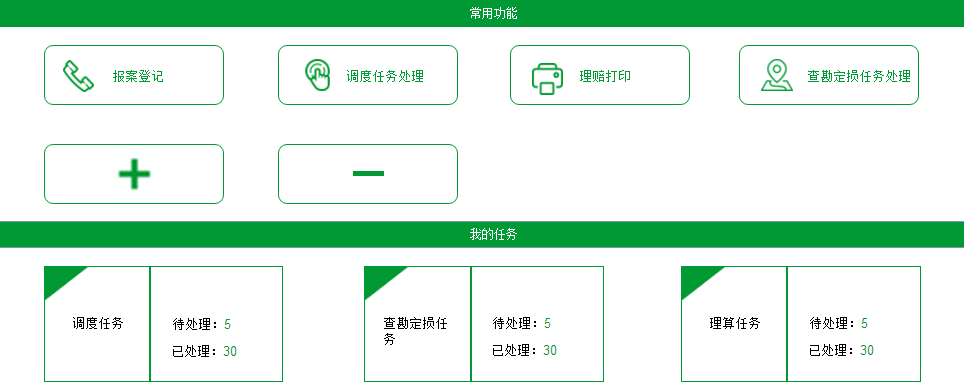 常用功能
报案登记
调度任务处理
理赔打印
查勘定损任务处理
我的任务
调度任务
待处理：5
已处理：30
查勘定损任
务
待处理：5
已处理：30
理算任务
待处理：5
已处理：30